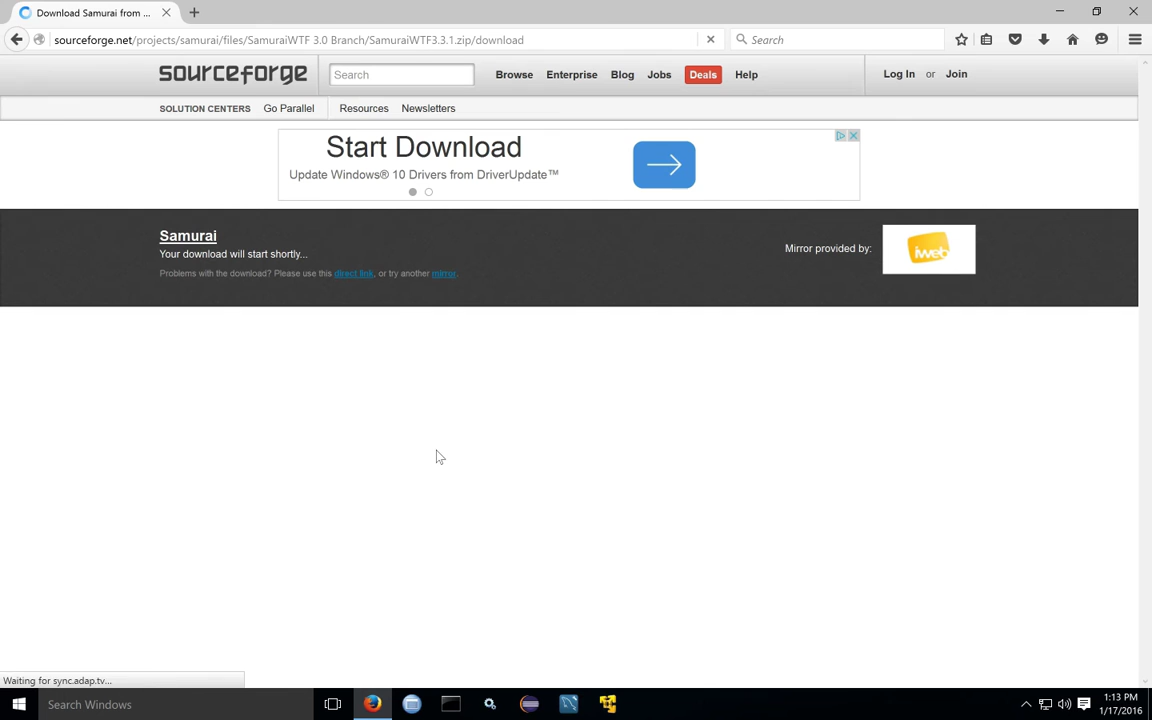 Download Samurai from ...
sourceforge.net/projects/samurai/files/SamuraiWTF 3.0 Branch/SamuraiWTF3.3.1.zip/download
Search
sourceforge
Search
Browse Enterprise Blog Jobs Deals Help
Log In or Join
SOLUTION CENTERS Go Parallel Resources Newsletters
Start Download
Update Windows® 10 Drivers from DriverUpdate™
Samurai
Your download will start shortly...
Problems with the download? Please use this direct link, or try another mirror.
Mirror provided by:
iweb
Waiting for sync.adap.tv...
Search Windows
1:13 PM
1/17/2016